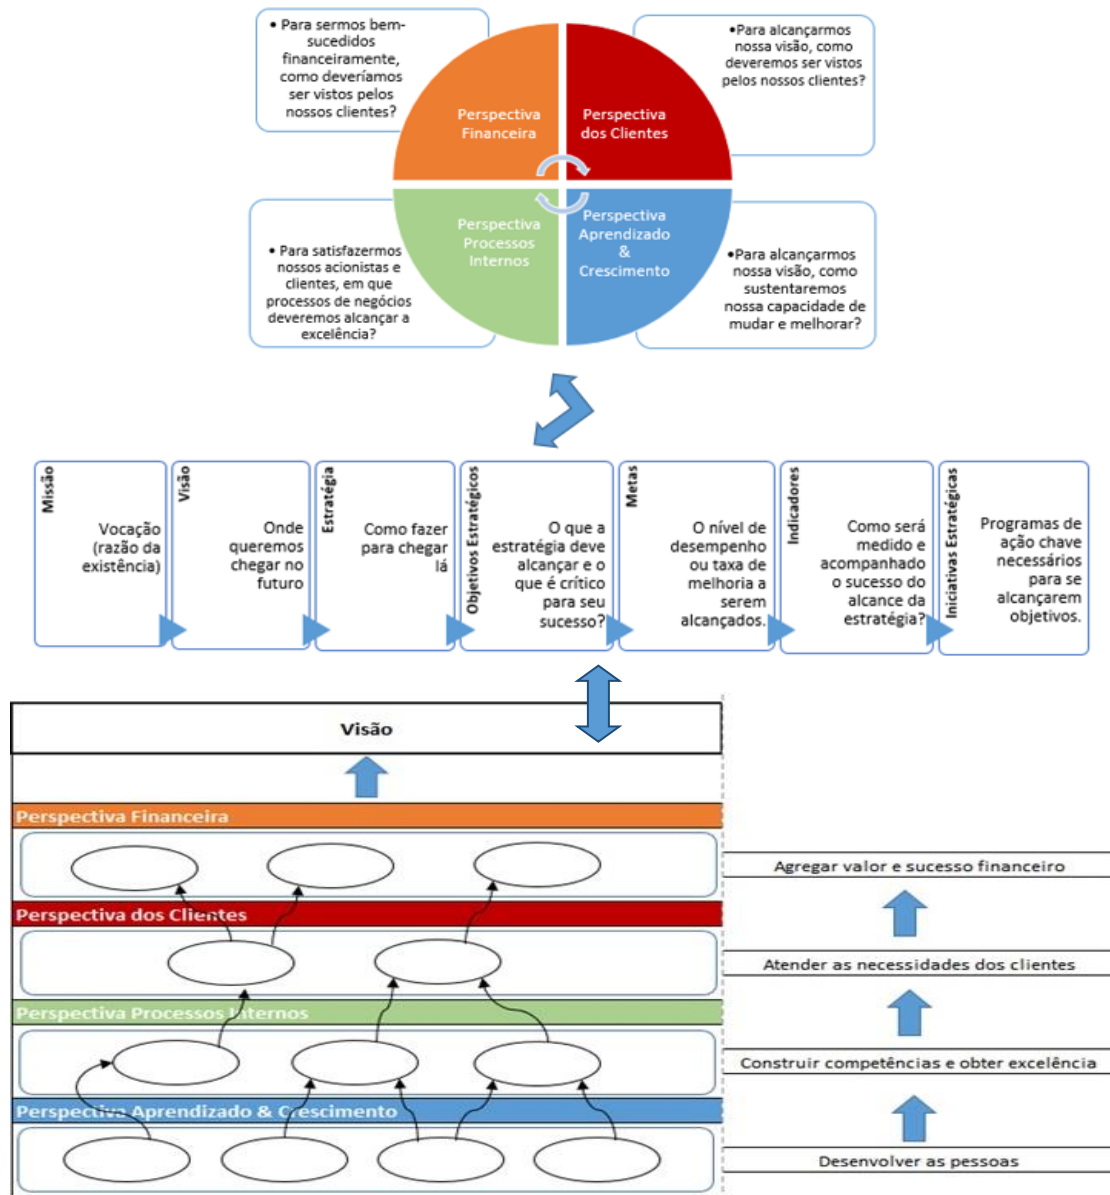 • Para sermos bem-
sucedidos
financeiramente,
como deveríamos
ser vistos pelos
nossos clientes?
Perspectiva
Financeira
Perspectiva
dos Clientes
•Para alcançarmos
nossa visão, como
deveremos ser vistos
pelos nossos clientes?
• Para satisfazermos
nossos acionistas e
clientes, em que
processos de negócios
deveremos alcançar a
excelência?
Perspectiva
Processos
Internos
Perspectiva
Aprendizado
&
Crescimento
•Para alcançarmos
nossa visão, como
sustentaremos
nossa capacidade de
mudar e melhorar?
Missão
Vocação
(razão da
existência)
Visão
Onde
queremos
chegar no
futuro
Estratégia
Como fazer
para chegar
lá
Objetivos Estratégicos
O que a
estratégia deve
alcançar e o
que é crítico
para seu
sucesso?
Metas
O nível de
desempenho
ou taxa de
melhoria a
serem
alcançados.
Indicadores
Como será
medido e
acompanhado
o sucesso do
alcance da
estratégia?
Iniciativas Estratégicas
Programas de
ação chave
necessários
para se
alcançarem
objetivos.
Visão
Perspectiva Financeira
Agregar valor e sucesso financeiro
Perspectiva dos Clientes
Atender as necessidades dos clientes
Perspectiva Processos Internos
Construir competências e obter excelência
Perspectiva Aprendizado & Crescimento
Desenvolver as pessoas